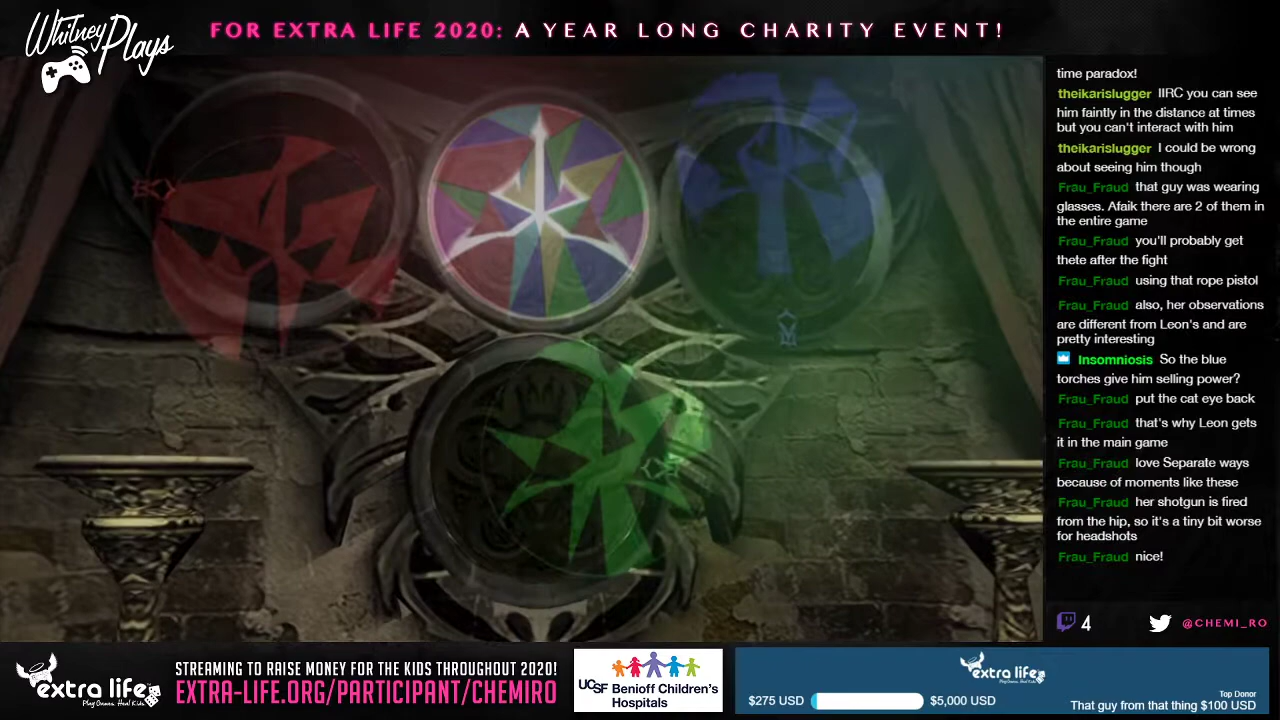 Whitney Plays
FOR EXTRA LIFE 2020: A YEAR LONG CHARITY EVENT!
time paradox!
theikarislugger IIRC you can see
him faintly in the distance at times
but you can't interact with him
theikarislugger I could be wrong
about seeing him though
Frau_Fraud that guy was wearing
glasses. Afaik there are 2 of them in
the entire game
Frau_Fraud you'll probably get
thete after the fight
Frau_Fraud using that rope pistol
Frau_Fraud also, her observations
are different from Leon's and are
pretty interesting
Insomniosis So the blue
torches give him selling power?
Frau_Fraud put the cat eye back
Frau_Fraud that's why Leon gets
it in the main game
Frau_Fraud love Separate ways
because of moments like these
Frau_Fraud her shotgun is fired
from the hip, so it's a tiny bit worse
for headshots
Frau_Fraud nice!
4
@CHEMI_RO
extra life
Play Games. Heal Kids.
STREAMING TO RAISE MONEY FOR THE KIDS THROUGHOUT 2020!
EXTRA-LIFE.ORG/PARTICIPANT/CHEMIRO
UCSF Benioff Children's
Hospitals
extra life
$275 USD
$5,000 USD
Top Donor
That guy from that thing $100 USD